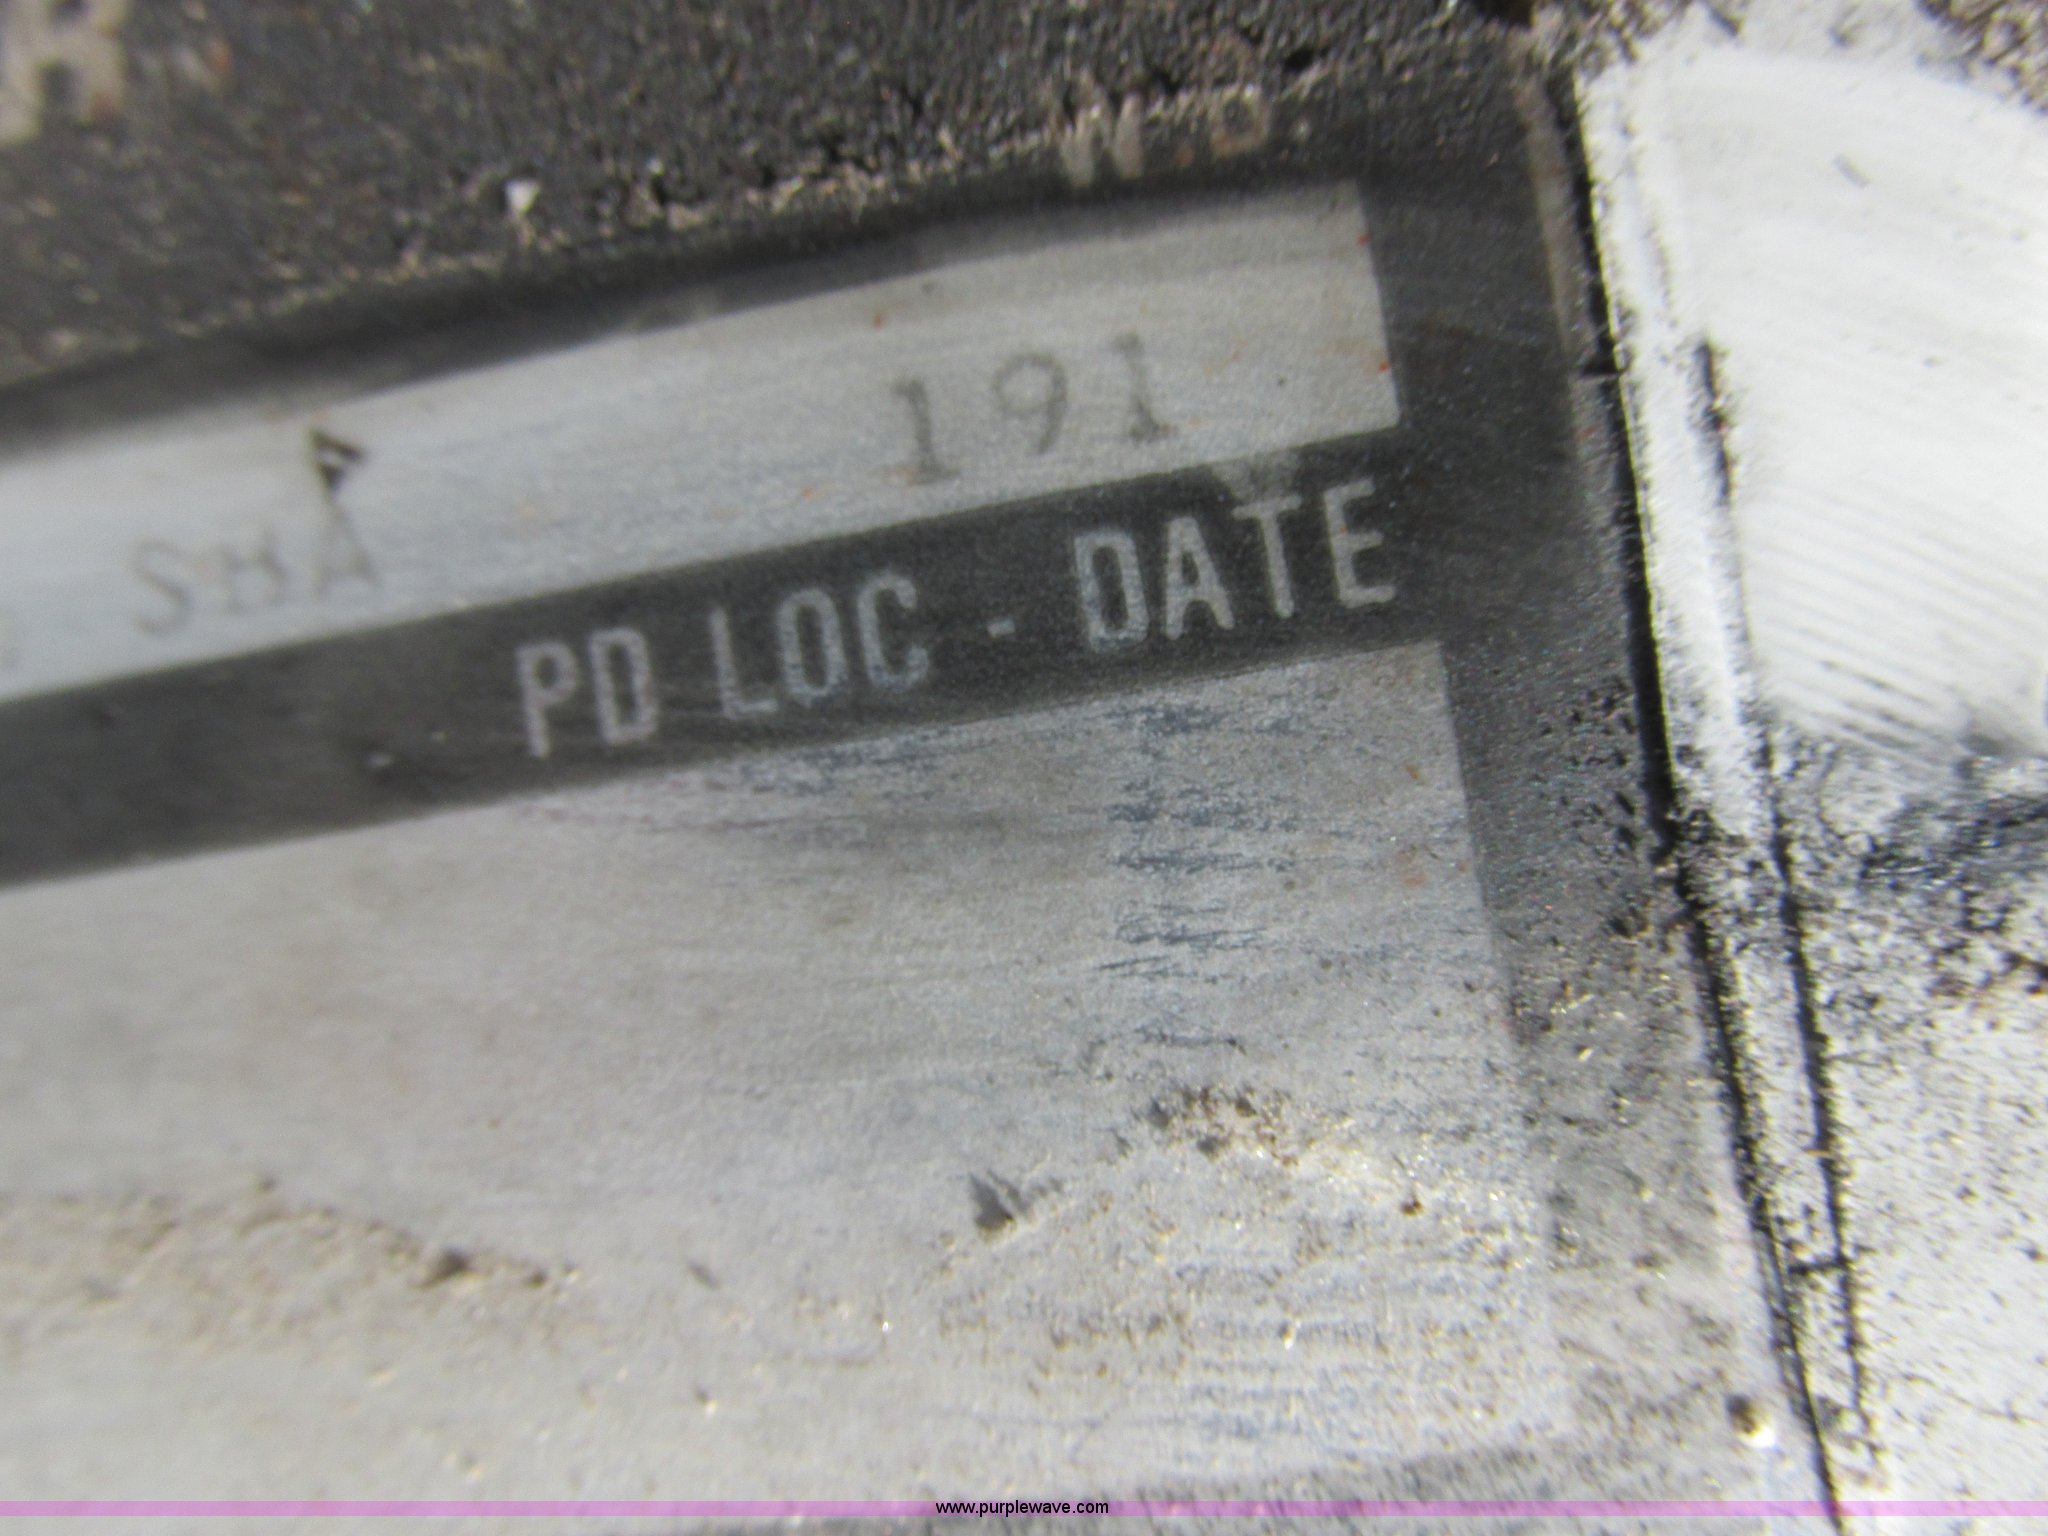 SHA 191
PD LOC - DATE
www.purplewave.com